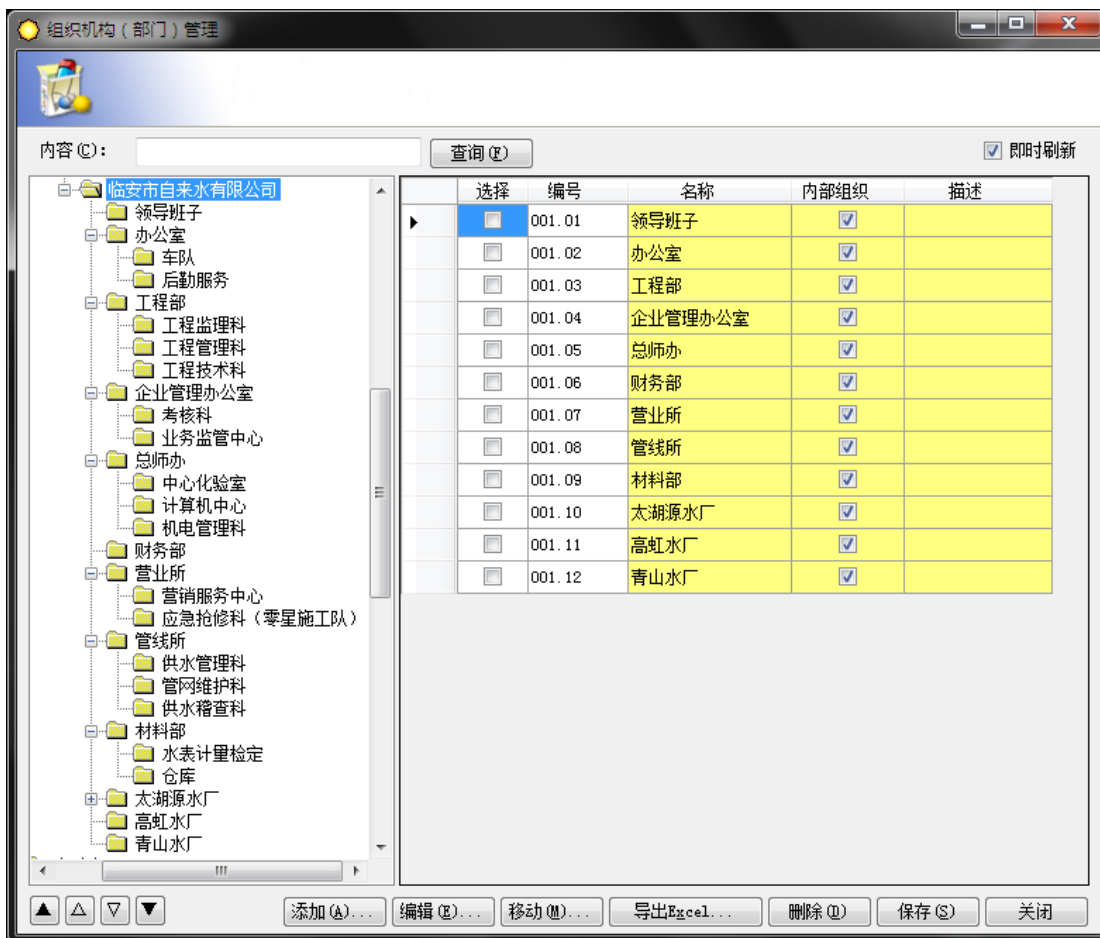 组织机构（部门）管理
内容(C):
查询(F)
即时刷新
临安市自来水有限公司
领导班子
办公室
车队
后勤服务
工程部
工程监理科
工程管理科
工程技术科
企业管理办公室
考核科
业务监管中心
总师办
中心化验室
计算机中心
机电管理科
财务部
营业所
营销服务中心
应急抢修科（零星施工队）
管线所
供水管理科
管网维护科
供水稽查科
材料部
水表计量检定
仓库
太湖源水厂
高虹水厂
青山水厂
选择 编号 名称 内部组织 描述
001.01 领导班子
001.02 办公室
001.03 工程部
001.04 企业管理办公室
001.05 总师办
001.06 财务部
001.07 营业所
001.08 管线所
001.09 材料部
001.10 太湖源水厂
001.11 高虹水厂
001.12 青山水厂
添加(A)... 编辑(E)... 移动(M)... 导出Excel... 删除(D) 保存(S) 关闭